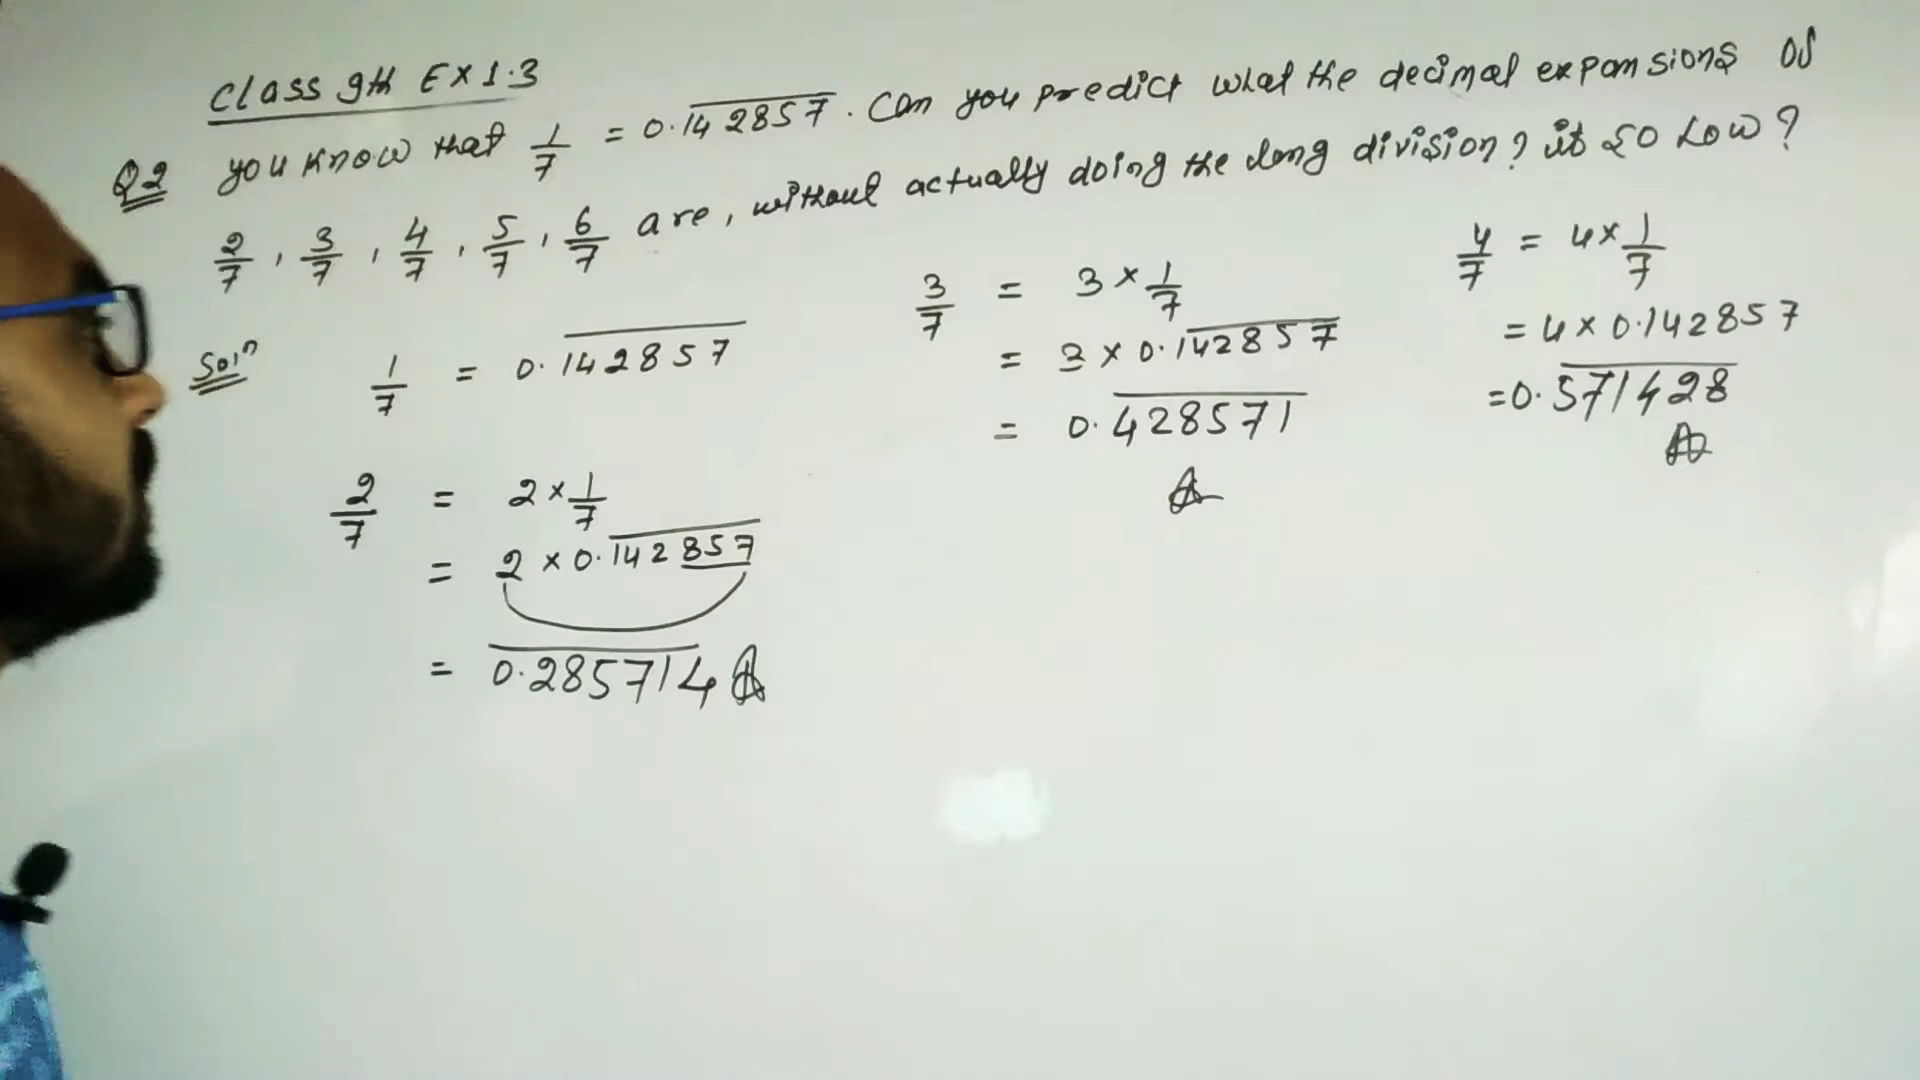 Class 9th EX 1.3
Q2 you know that 1/7 = 0.142857. Can you predict what the decimal expansions of
2/7, 3/7, 4/7, 5/7, 6/7 are, without actually doing the long division? it so how?
Soln 1/7 = 0.142857
2/7 = 2 × 1/7
= 2 × 0.142857
= 0.285714
3/7 = 3 × 1/7
= 3 × 0.142857
= 0.428571
4/7 = 4 × 1/7
= 4 × 0.142857
= 0.571428